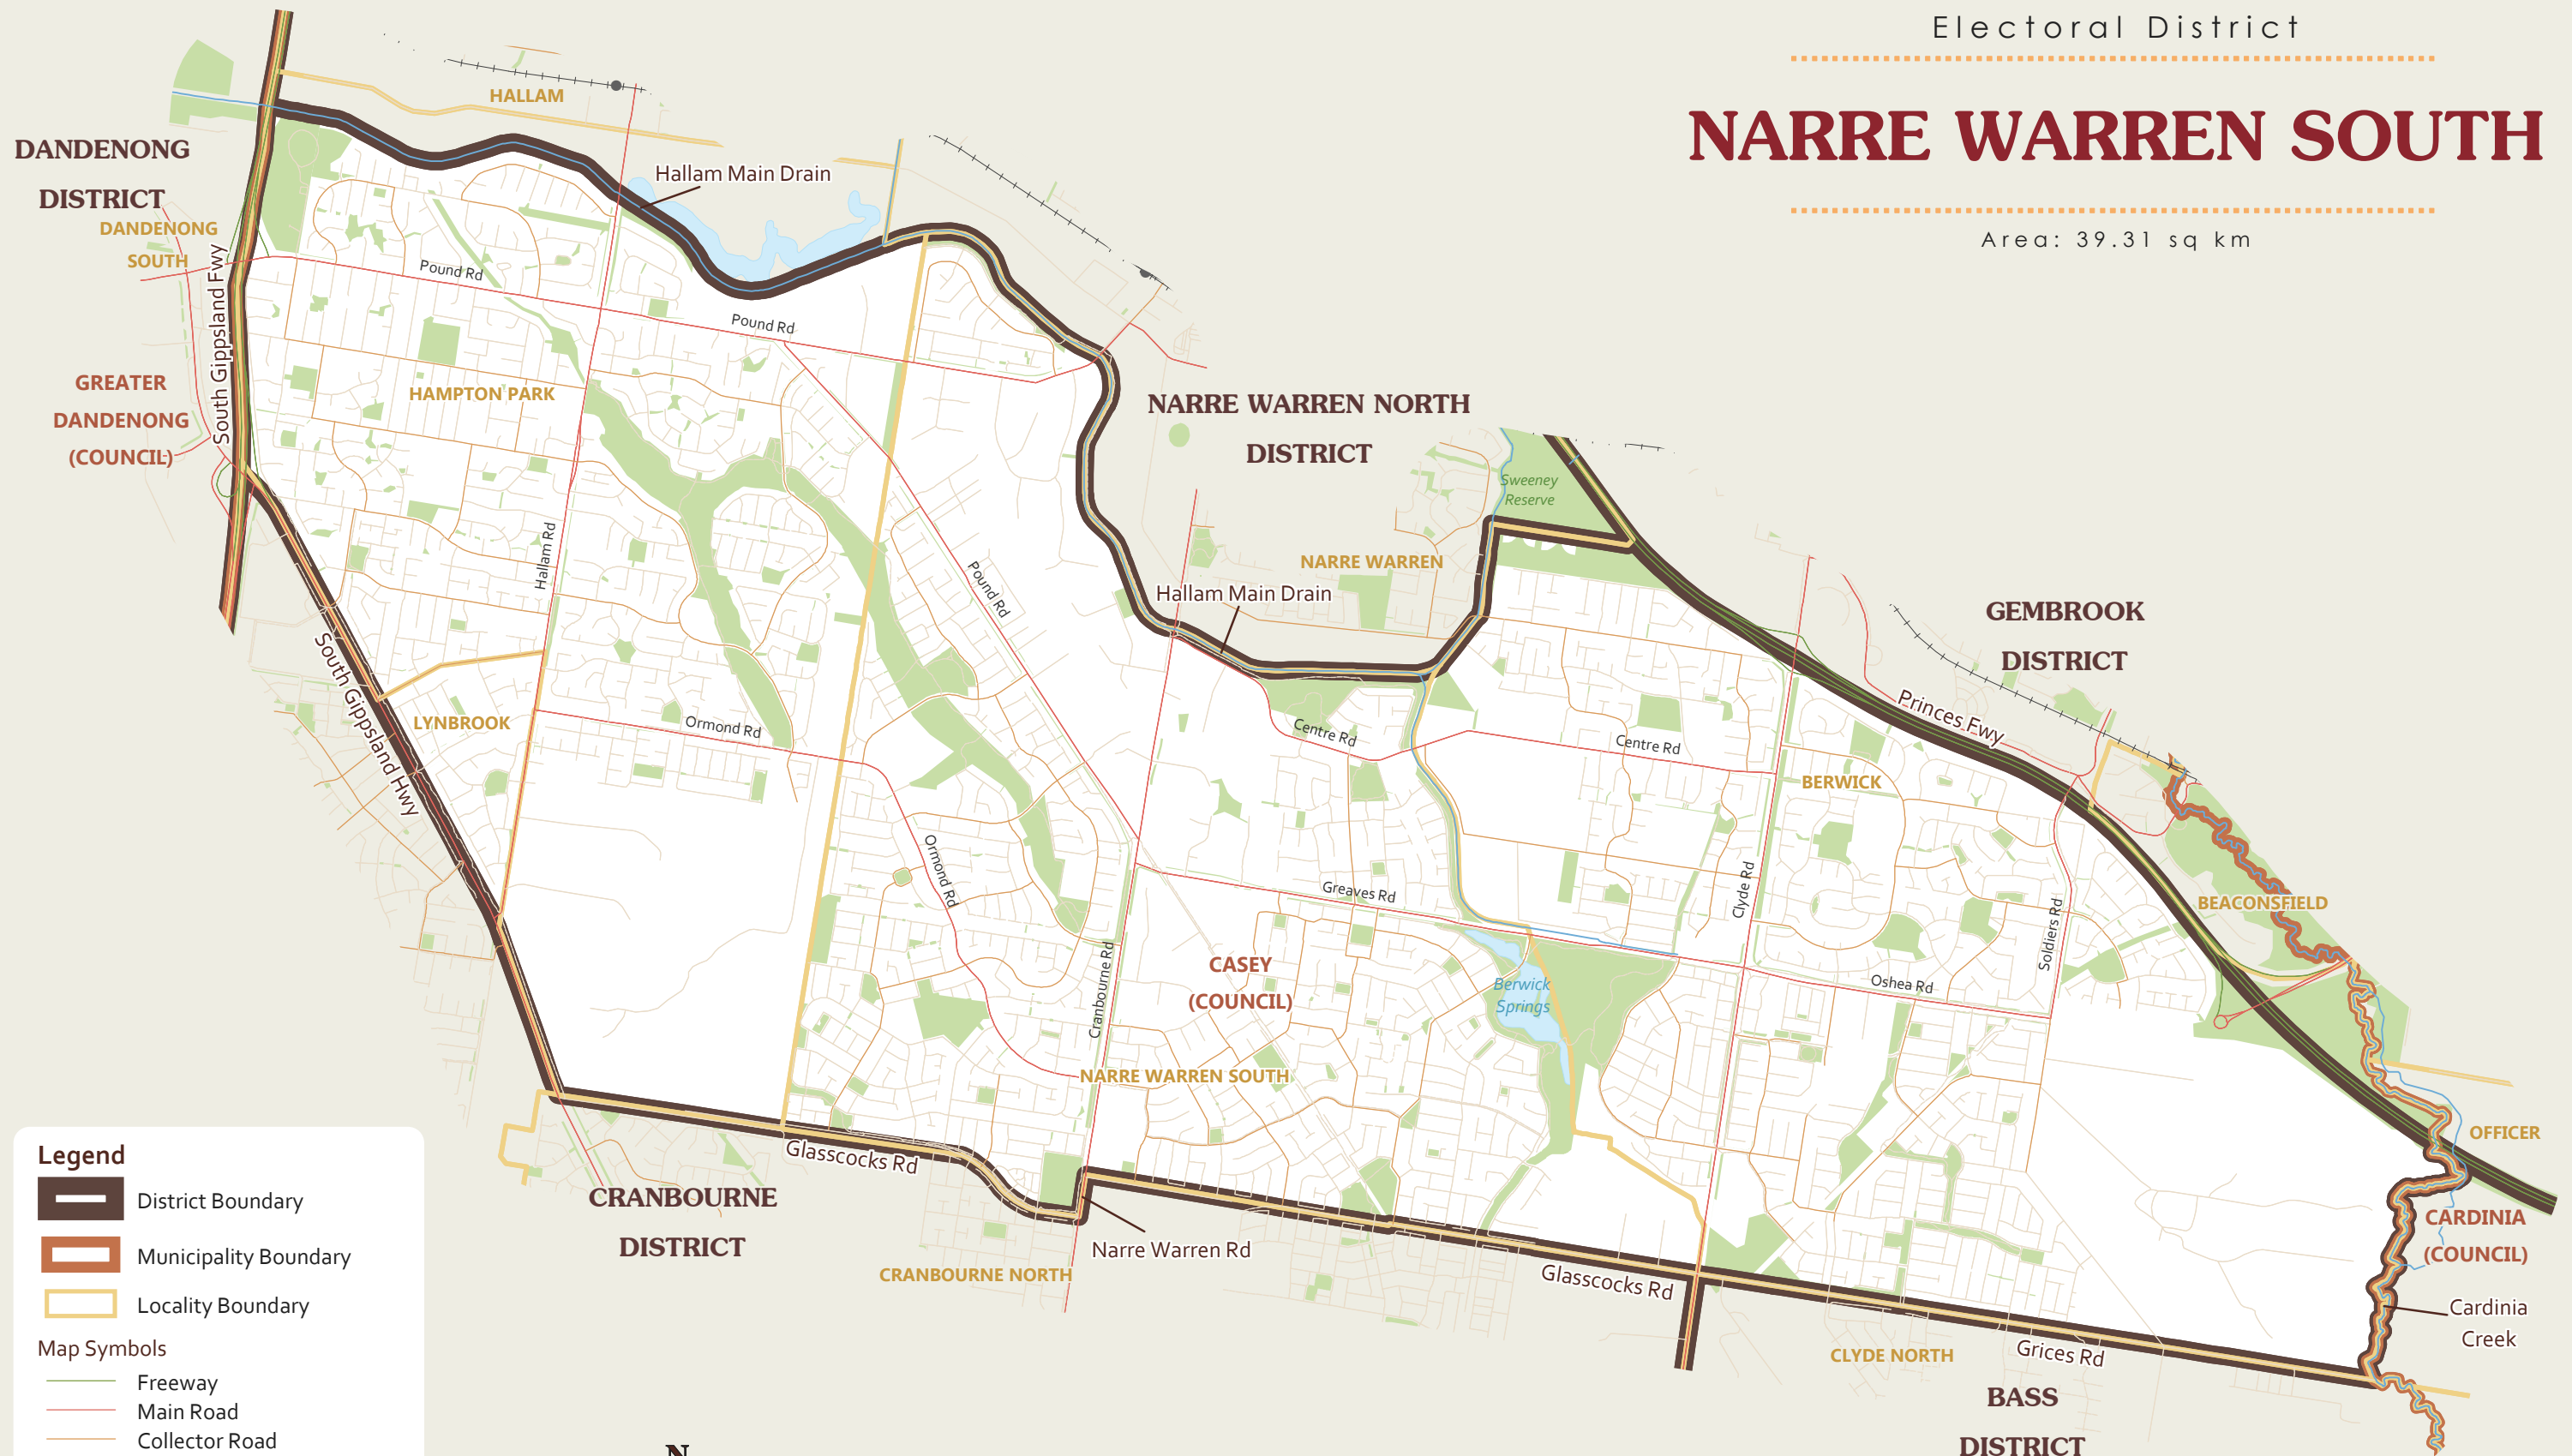 Electoral District
NARRE WARREN SOUTH
Area: 39.31 sq km
HALLAM
DANDENONG
DISTRICT
Hallam Main Drain
DANDENONG
SOUTH
South Gippsland Fwy
Pound Rd
Pound Rd
GREATER
DANDENONG
(COUNCIL)
HAMPTON PARK
NARRE WARREN NORTH
DISTRICT
Sweeney
Reserve
Hallam Rd
Pound Rd
NARRE WARREN
Hallam Main Drain
GEMBROOK
DISTRICT
South Gippsland Hwy
LYNBROOK
Ormond Rd
Centre Rd
Centre Rd
Princes Fwy
BERWICK
Ormond Rd
Greaves Rd
Clyde Rd
Soldiers Rd
BEACONSFIELD
Cranbourne Rd
CASEY
(COUNCIL)
Berwick
Springs
Oshea Rd
NARRE WARREN SOUTH
OFFICER
Glasscocks Rd
CRANBOURNE
DISTRICT
Narre Warren Rd
CRANBOURNE NORTH
Glasscocks Rd
CARDINIA
(COUNCIL)
Cardinia
Creek
Grices Rd
CLYDE NORTH
BASS
DISTRICT
Legend
District Boundary
Municipality Boundary
Locality Boundary
Map Symbols
Freeway
Main Road
Collector Road
N